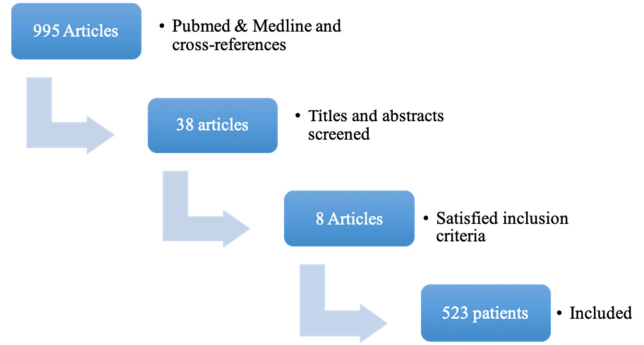 995 Articles
• Pubmed & Medline and
cross-references
38 articles
• Titles and abstracts
screened
8 Articles
• Satisfied inclusion
criteria
523 patients
• Included